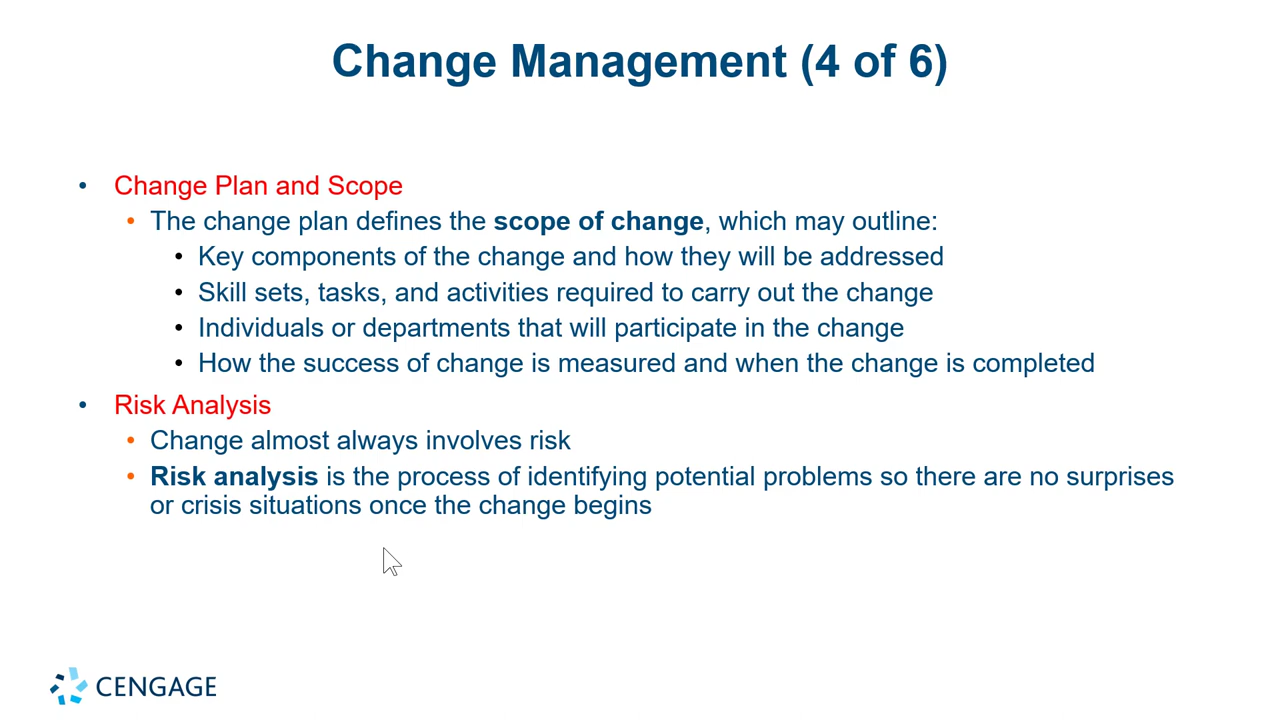 Change Management (4 of 6)
• Change Plan and Scope
• The change plan defines the scope of change, which may outline:
• Key components of the change and how they will be addressed
• Skill sets, tasks, and activities required to carry out the change
• Individuals or departments that will participate in the change
• How the success of change is measured and when the change is completed
• Risk Analysis
• Change almost always involves risk
• Risk analysis is the process of identifying potential problems so there are no surprises
or crisis situations once the change begins
CENGAGE